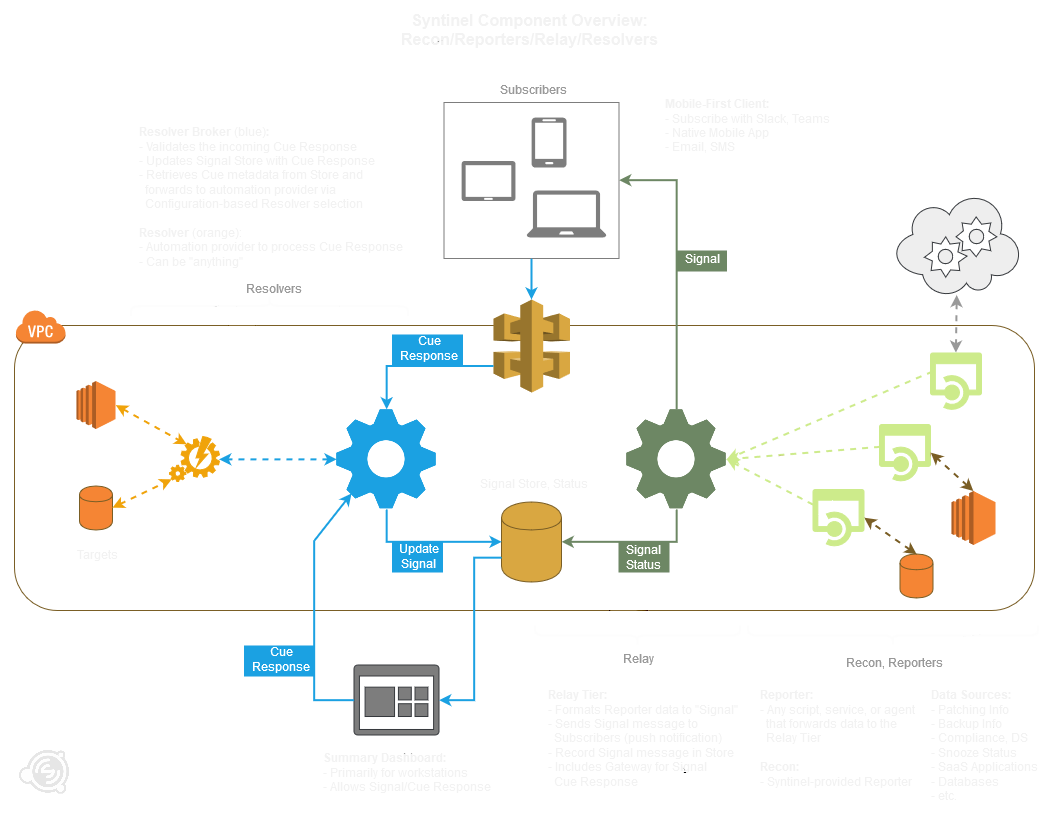 Syntinel Component Overview:
Recon/Reporters/Relay/Resolvers
Subscribers
Mobile-First Client:
- Subscribe with Slack, Teams
- Native Mobile App
- Email, SMS
Resolver Broker (blue):
- Validates the incoming Cue Response
- Updates Signal Store with Cue Response
- Retrieves Cue metadata from Store and
forwards to automation provider via
Configuration-based Resolver selection
Resolver (orange)
- Automation provider to process Cue Response
- Can be "anything"
Resolvers
Signal
VPC
Cue
Response
Signal Store, Status
Targets
Update
Signal
Signal
Status
Cue
Response
Relay
Recon, Reporters
Relay Tier:
- Formats Reporter data to "Signal"
- Sends Signal message to
Subscribers (push notification)
- Record Signal message in Store
- Includes Gateway for Signal
Cue Response
Reporter:
- Any script, service, or agent
that forwards data to the
Relay Tier
Recon:
- Syntinel-provided Reporter
Data Sources:
- Patching Info
- Backup Info
- Compliance, DS
- Snooze Status
- SaaS Applications
- Databases
- etc.
Summary Dashboard:
- Primarily for workstations
- Allows Signal/Cue Response